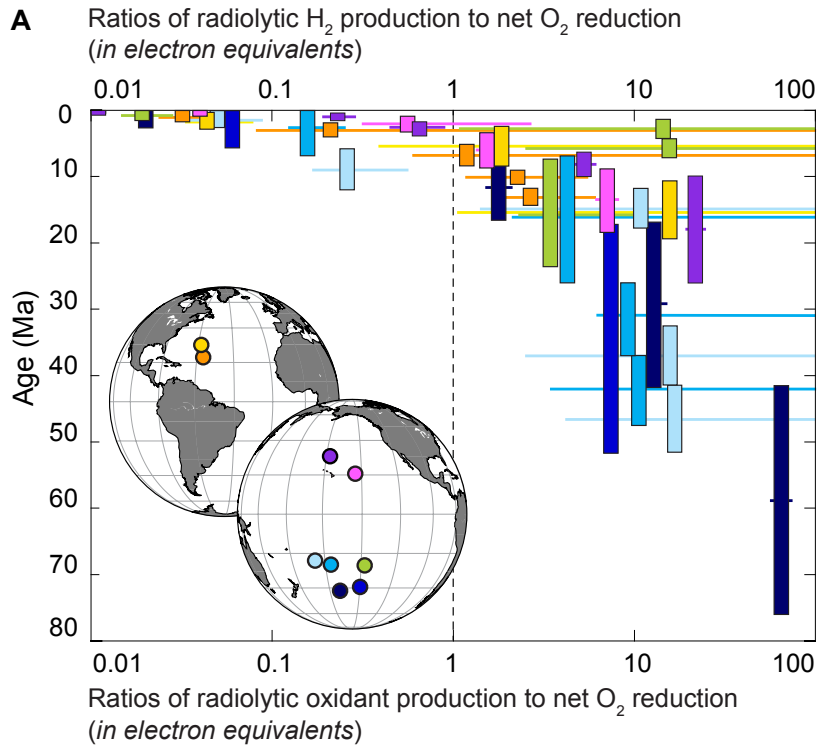 A
Ratios of radiolytic H₂ production to net O₂ reduction
(in electron equivalents)
0.01 0.1 1 10 100
0
10
20
30
40
50
60
70
80
Age (Ma)
0.01 0.1 1 10 100
Ratios of radiolytic oxidant production to net O₂ reduction
(in electron equivalents)